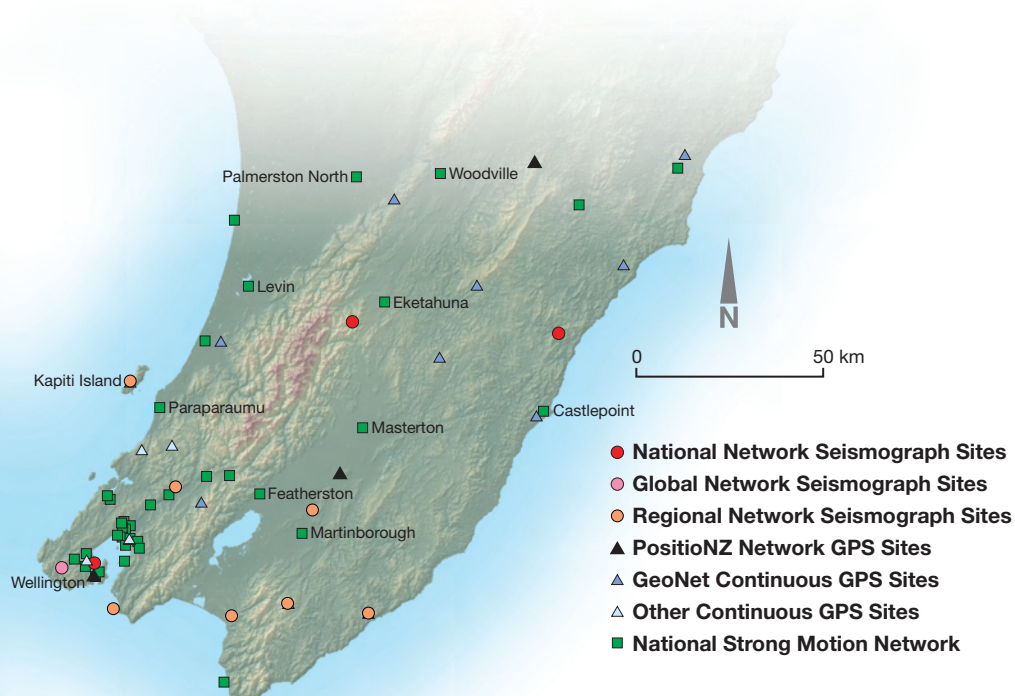 Palmerston North
Woodville
Levin
Eketahuna
N
0 50 km
Kapiti Island
Paraparaumu
Castlepoint
Masterton
National Network Seismograph Sites
Global Network Seismograph Sites
Featherston
Regional Network Seismograph Sites
Martinborough
PositioNZ Network GPS Sites
Wellington
GeoNet Continuous GPS Sites
Other Continuous GPS Sites
National Strong Motion Network